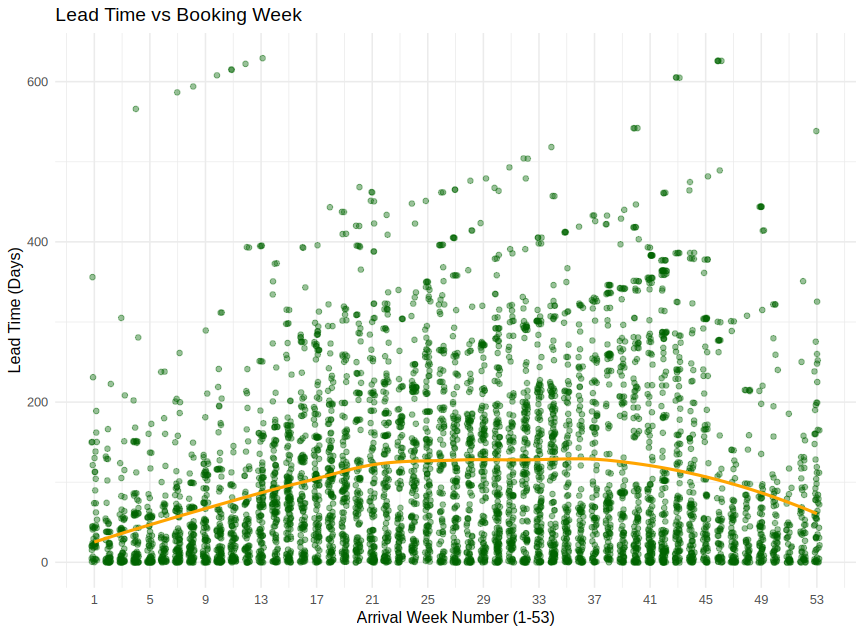 Lead Time vs Booking Week
Lead Time (Days)
600
400
200
0
1 5 9 13 17 21 25 29 33 37 41 45 49 53
Arrival Week Number (1-53)